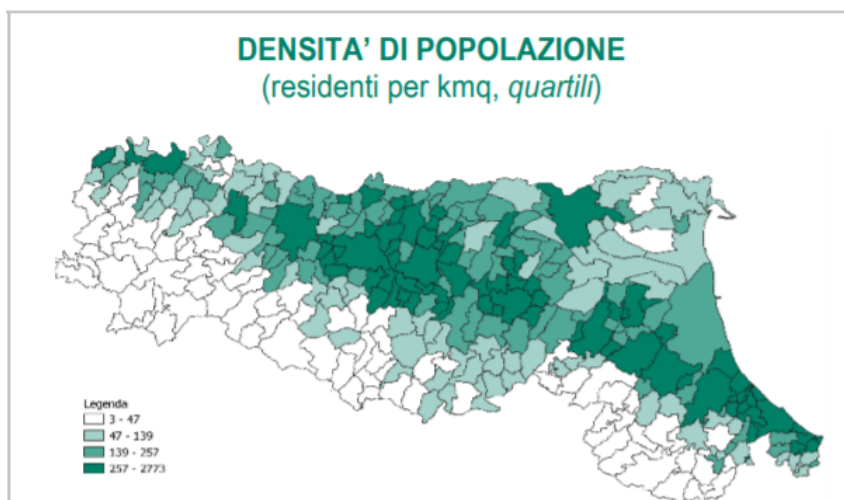 DENSITA' DI POPOLAZIONE
(residenti per kmq, quartili)
Legenda
3 - 47
47 - 139
139 - 257
257 - 2773